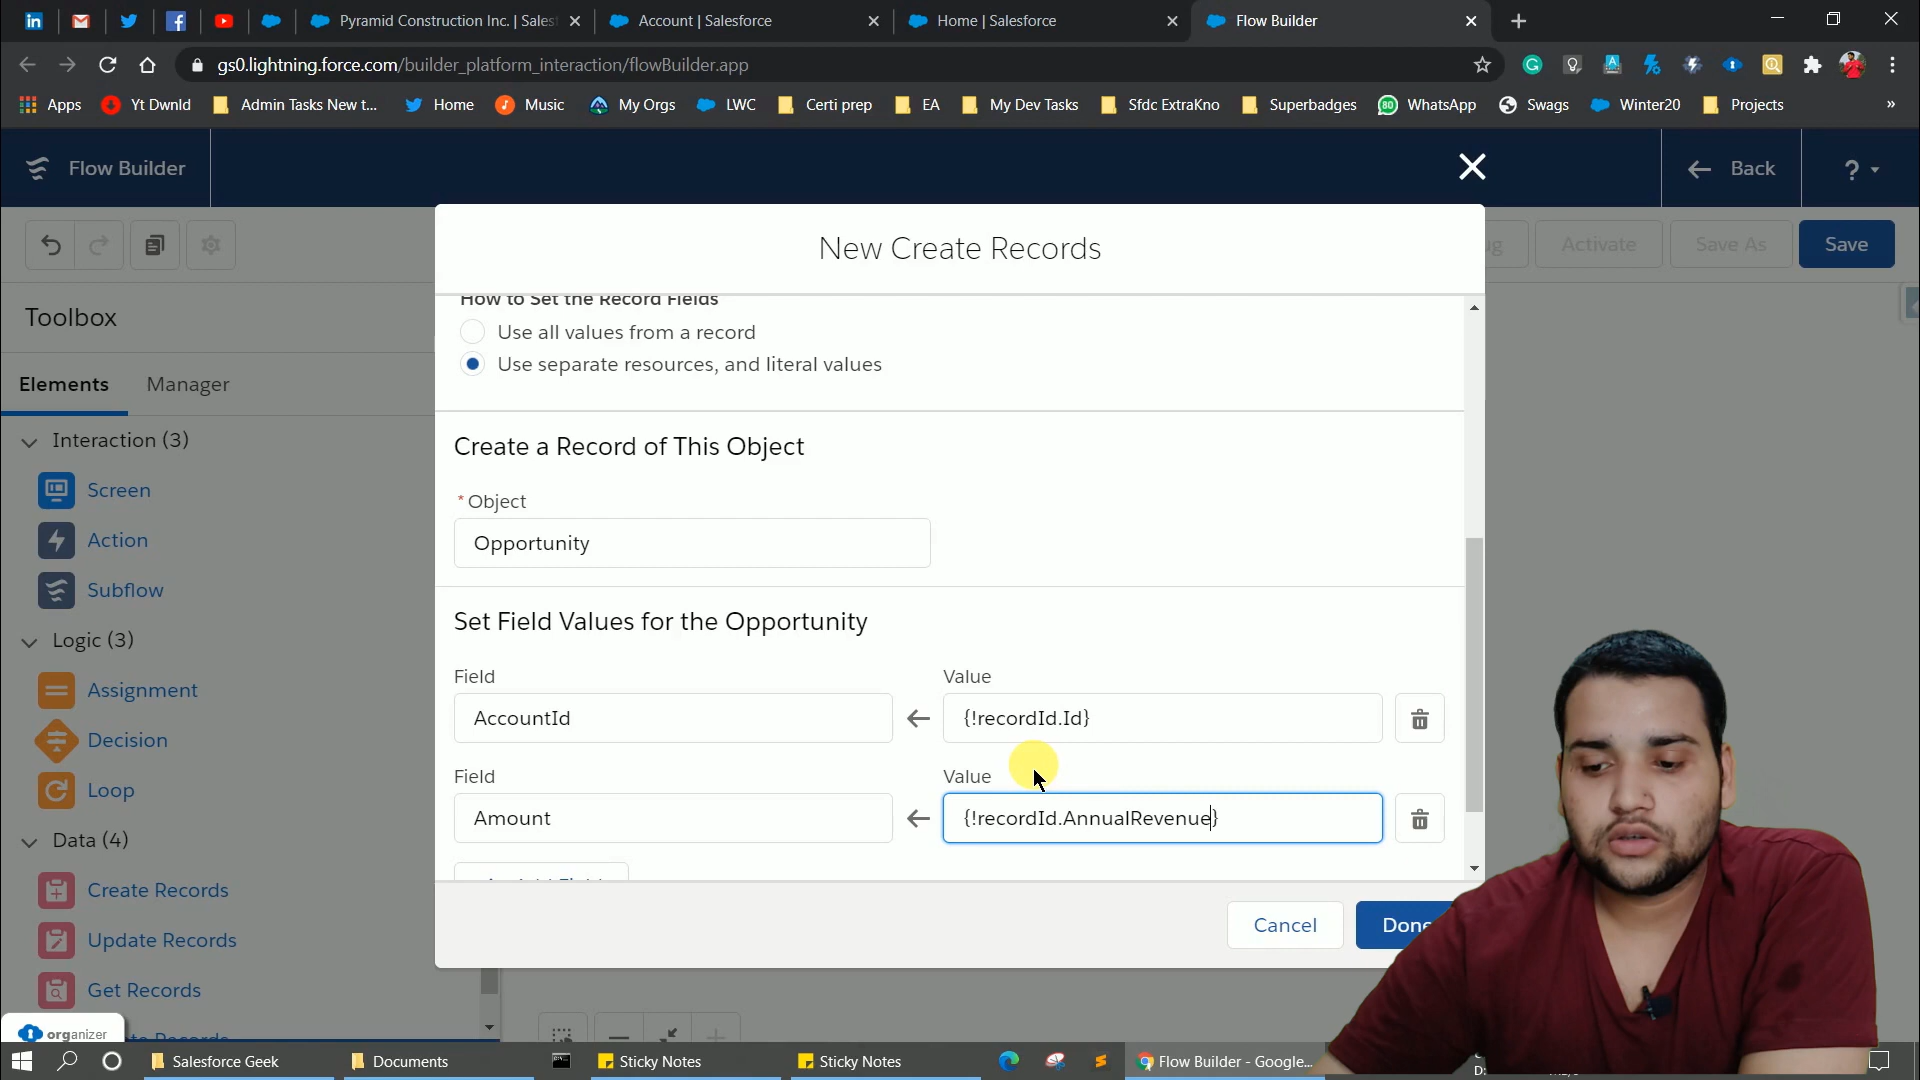 Pyramid Construction Inc. | Sales
Account | Salesforce
Home | Salesforce
Flow Builder
gs0.lightning.force.com/builder_platform_interaction/flowBuilder.app
Apps
Yt Dwnld
Admin Tasks New t...
Home
Music
My Orgs
LWC
Certi prep
EA
My Dev Tasks
Sfdc ExtraKno
Superbadges
WhatsApp
Swags
Winter20
Projects
»
Flow Builder
Back
?
New Create Records
Activate
Save As
Save
Toolbox
Elements
Manager
Interaction (3)
Screen
Action
Subflow
Logic (3)
Assignment
Decision
Loop
Data (4)
Create Records
Update Records
Get Records
How to Set the Record Fields
Use all values from a record
Use separate resources, and literal values
Create a Record of This Object
* Object
Opportunity
Set Field Values for the Opportunity
Field
Value
AccountId
{!recordId.Id}
Field
Value
Amount
{!recordId.AnnualRevenue}
Cancel
Done
organizer
Salesforce Geek
Documents
Sticky Notes
Sticky Notes
Flow Builder - Google...